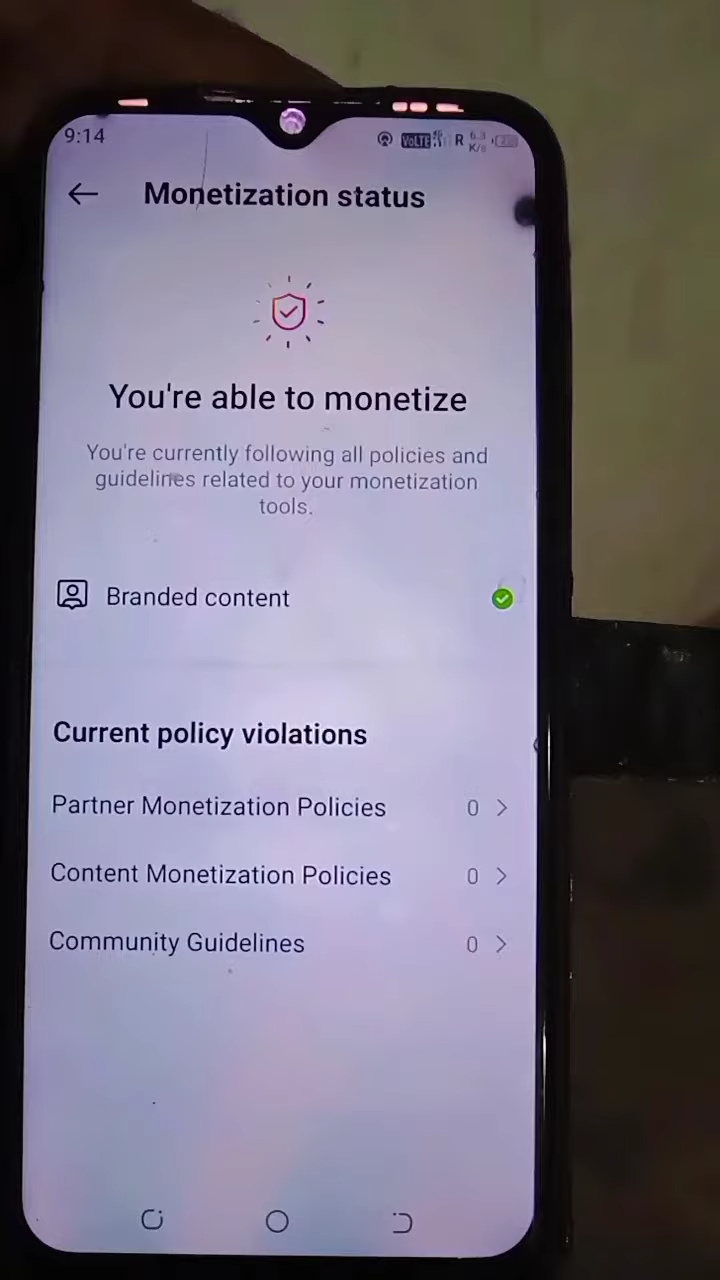 9:14
VoLTE R
K/s
Monetization status
You're able to monetize
You're currently following all policies and
guidelines related to your monetization
tools.
Branded content
Current policy violations
Partner Monetization Policies 0
Content Monetization Policies 0
Community Guidelines 0